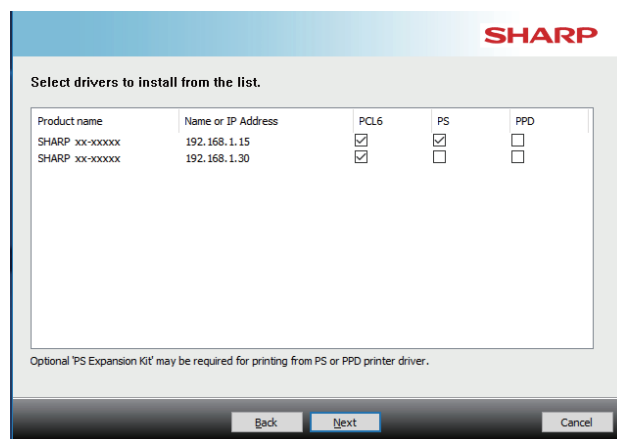 SHARP
Select drivers to install from the list.
Product name Name or IP Address PCL6 PS PPD
SHARP xx-xxxxx 192.168.1.15
SHARP xx-xxxxx 192.168.1.30
Optional 'PS Expansion Kit' may be required for printing from PS or PPD printer driver.
Back Next Cancel